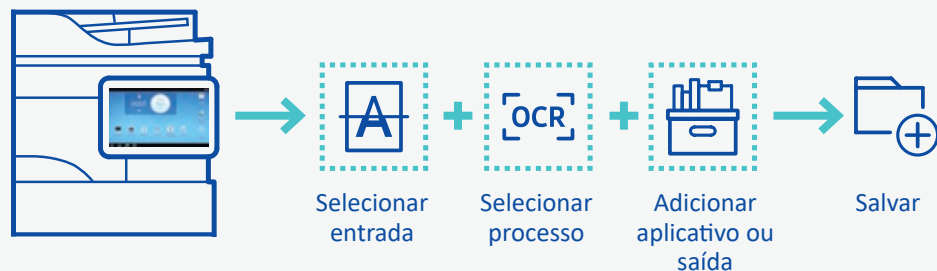 A
OCR
Selecionar
entrada
Selecionar
processo
Adicionar
aplicativo ou
saída
Salvar